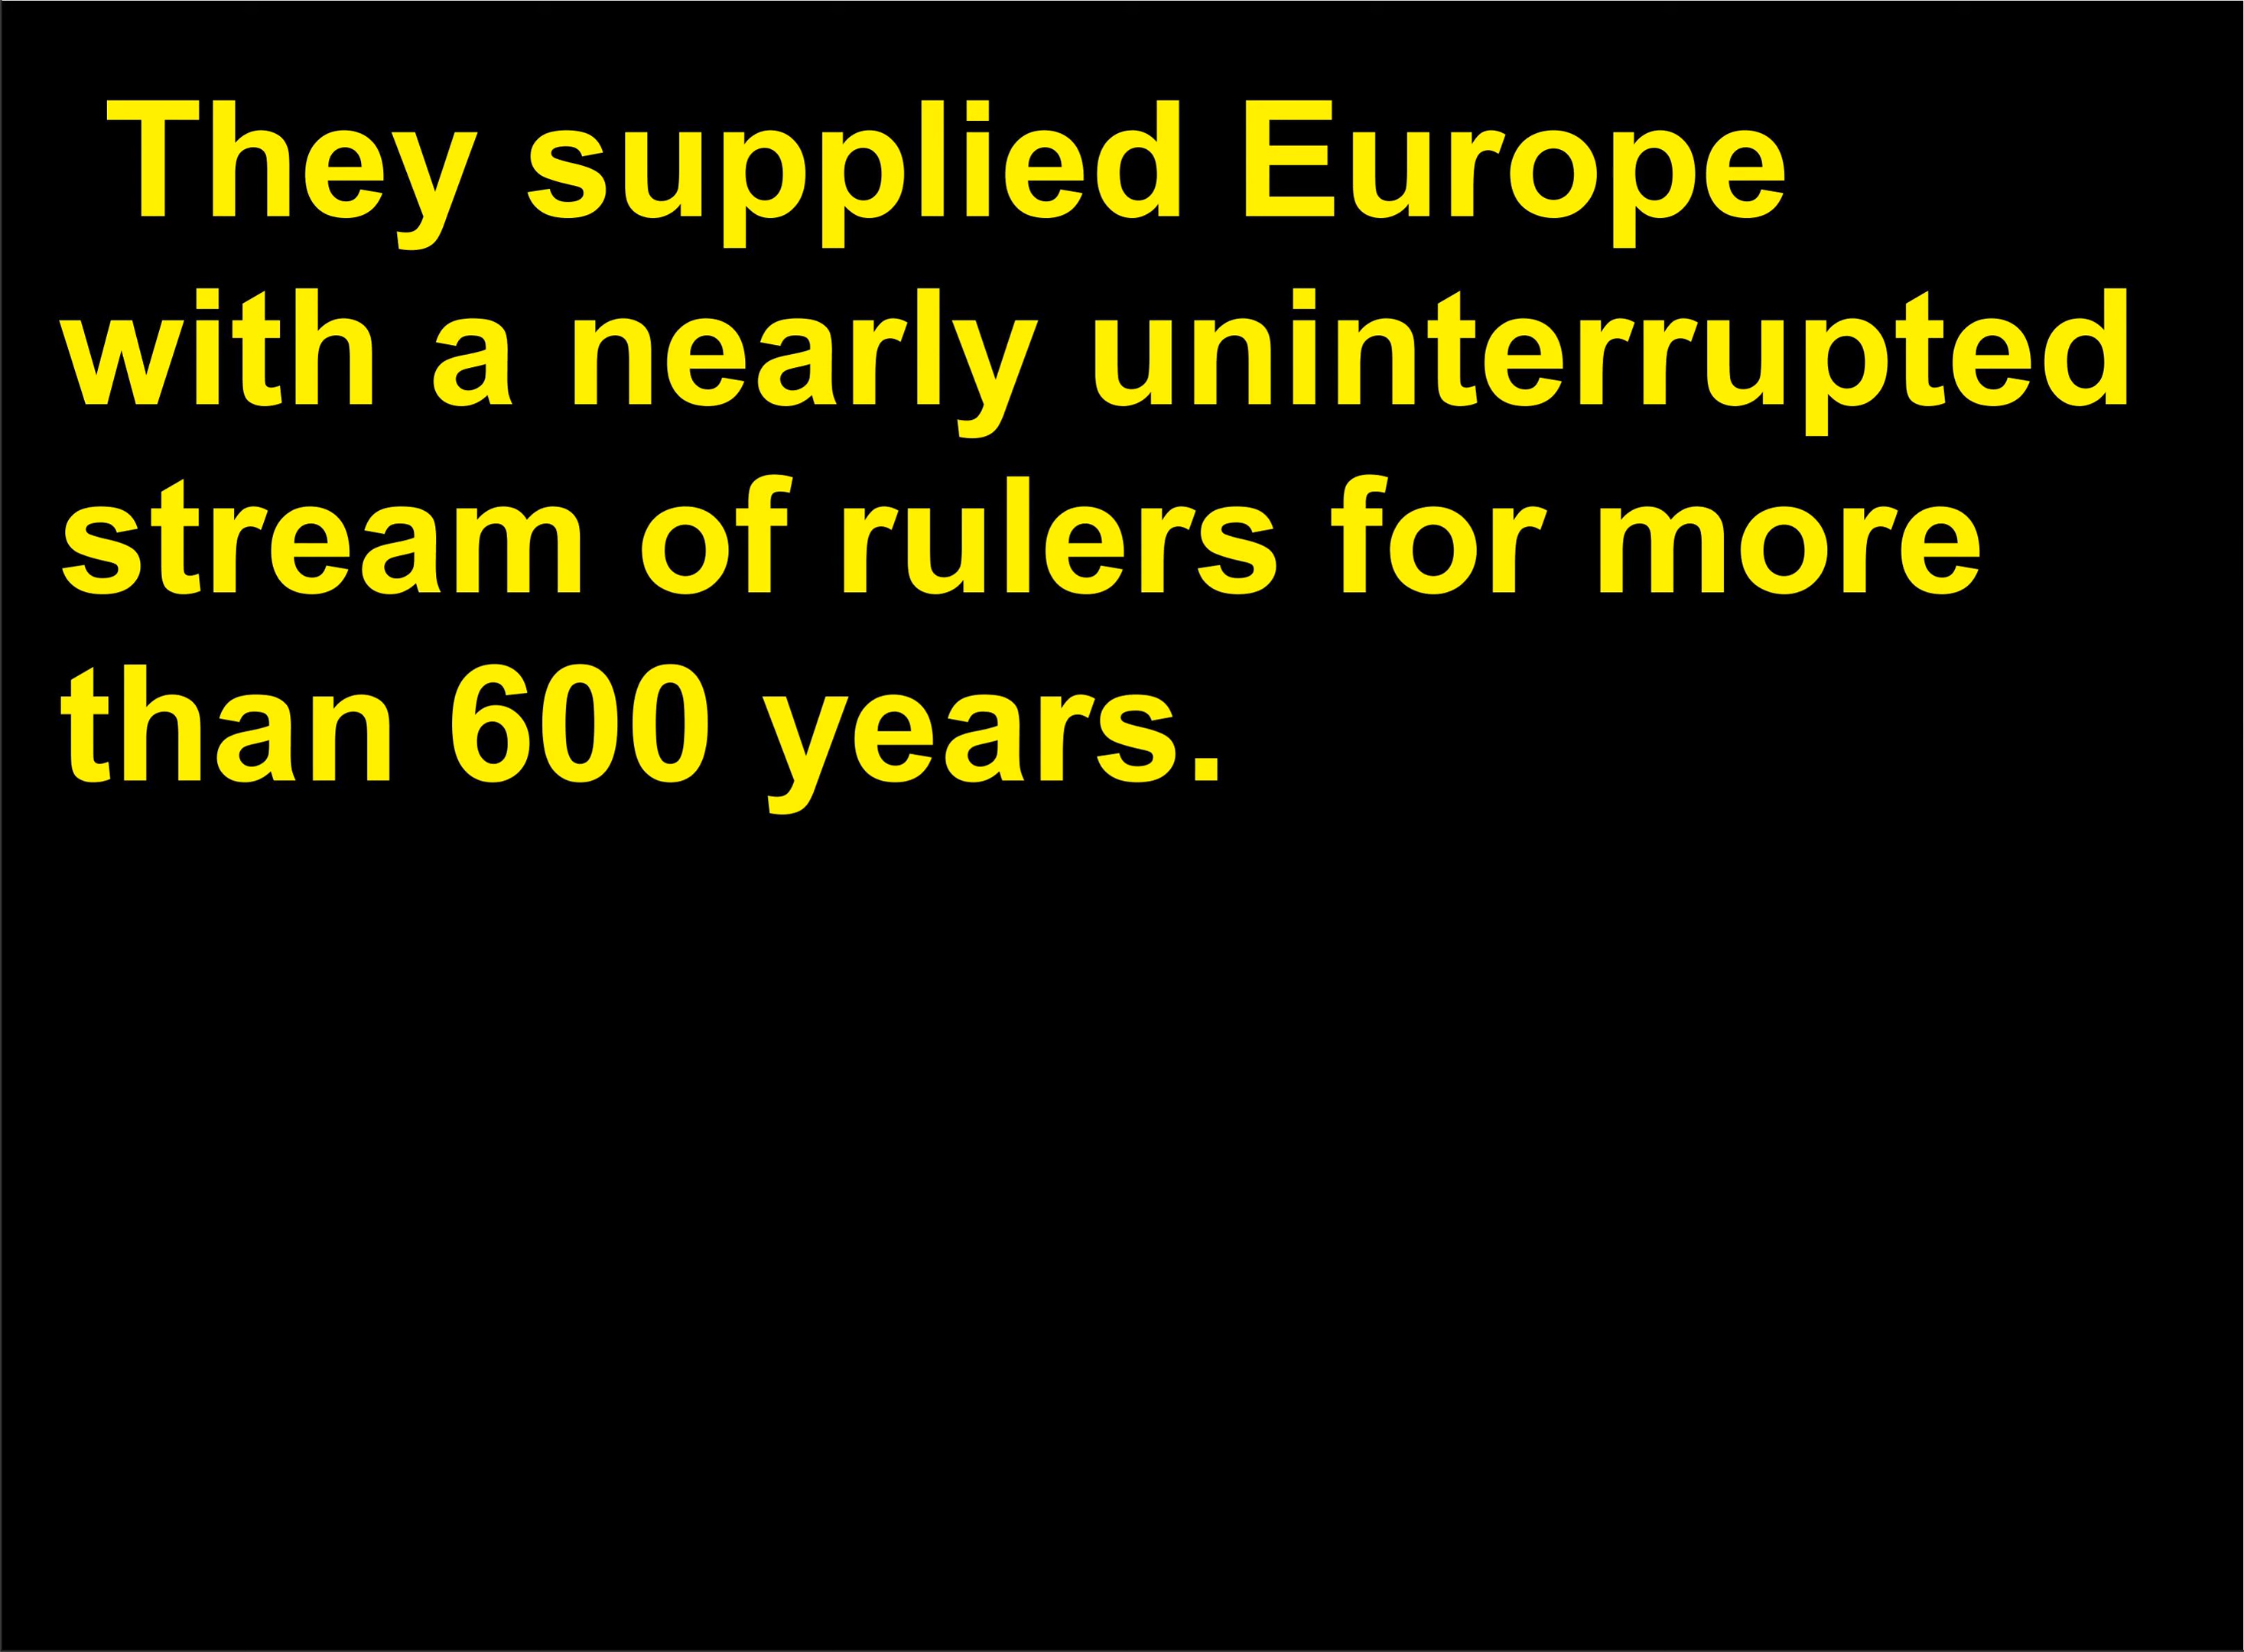 They supplied Europe
with a nearly uninterrupted
stream of rulers for more
than 600 years.